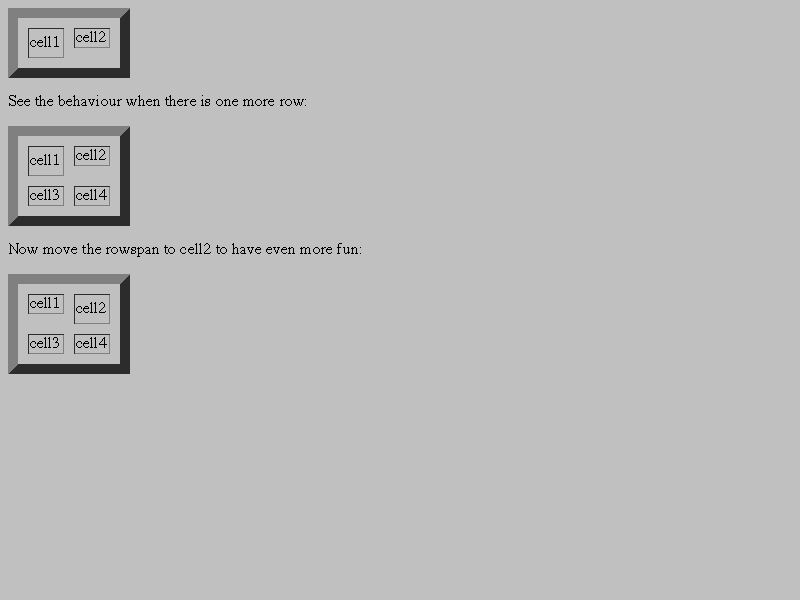 cell1 cell2
See the behaviour when there is one more row:
cell1 cell2
cell3 cell4
Now move the rowspan to cell2 to have even more fun:
cell1 cell2
cell3 cell4